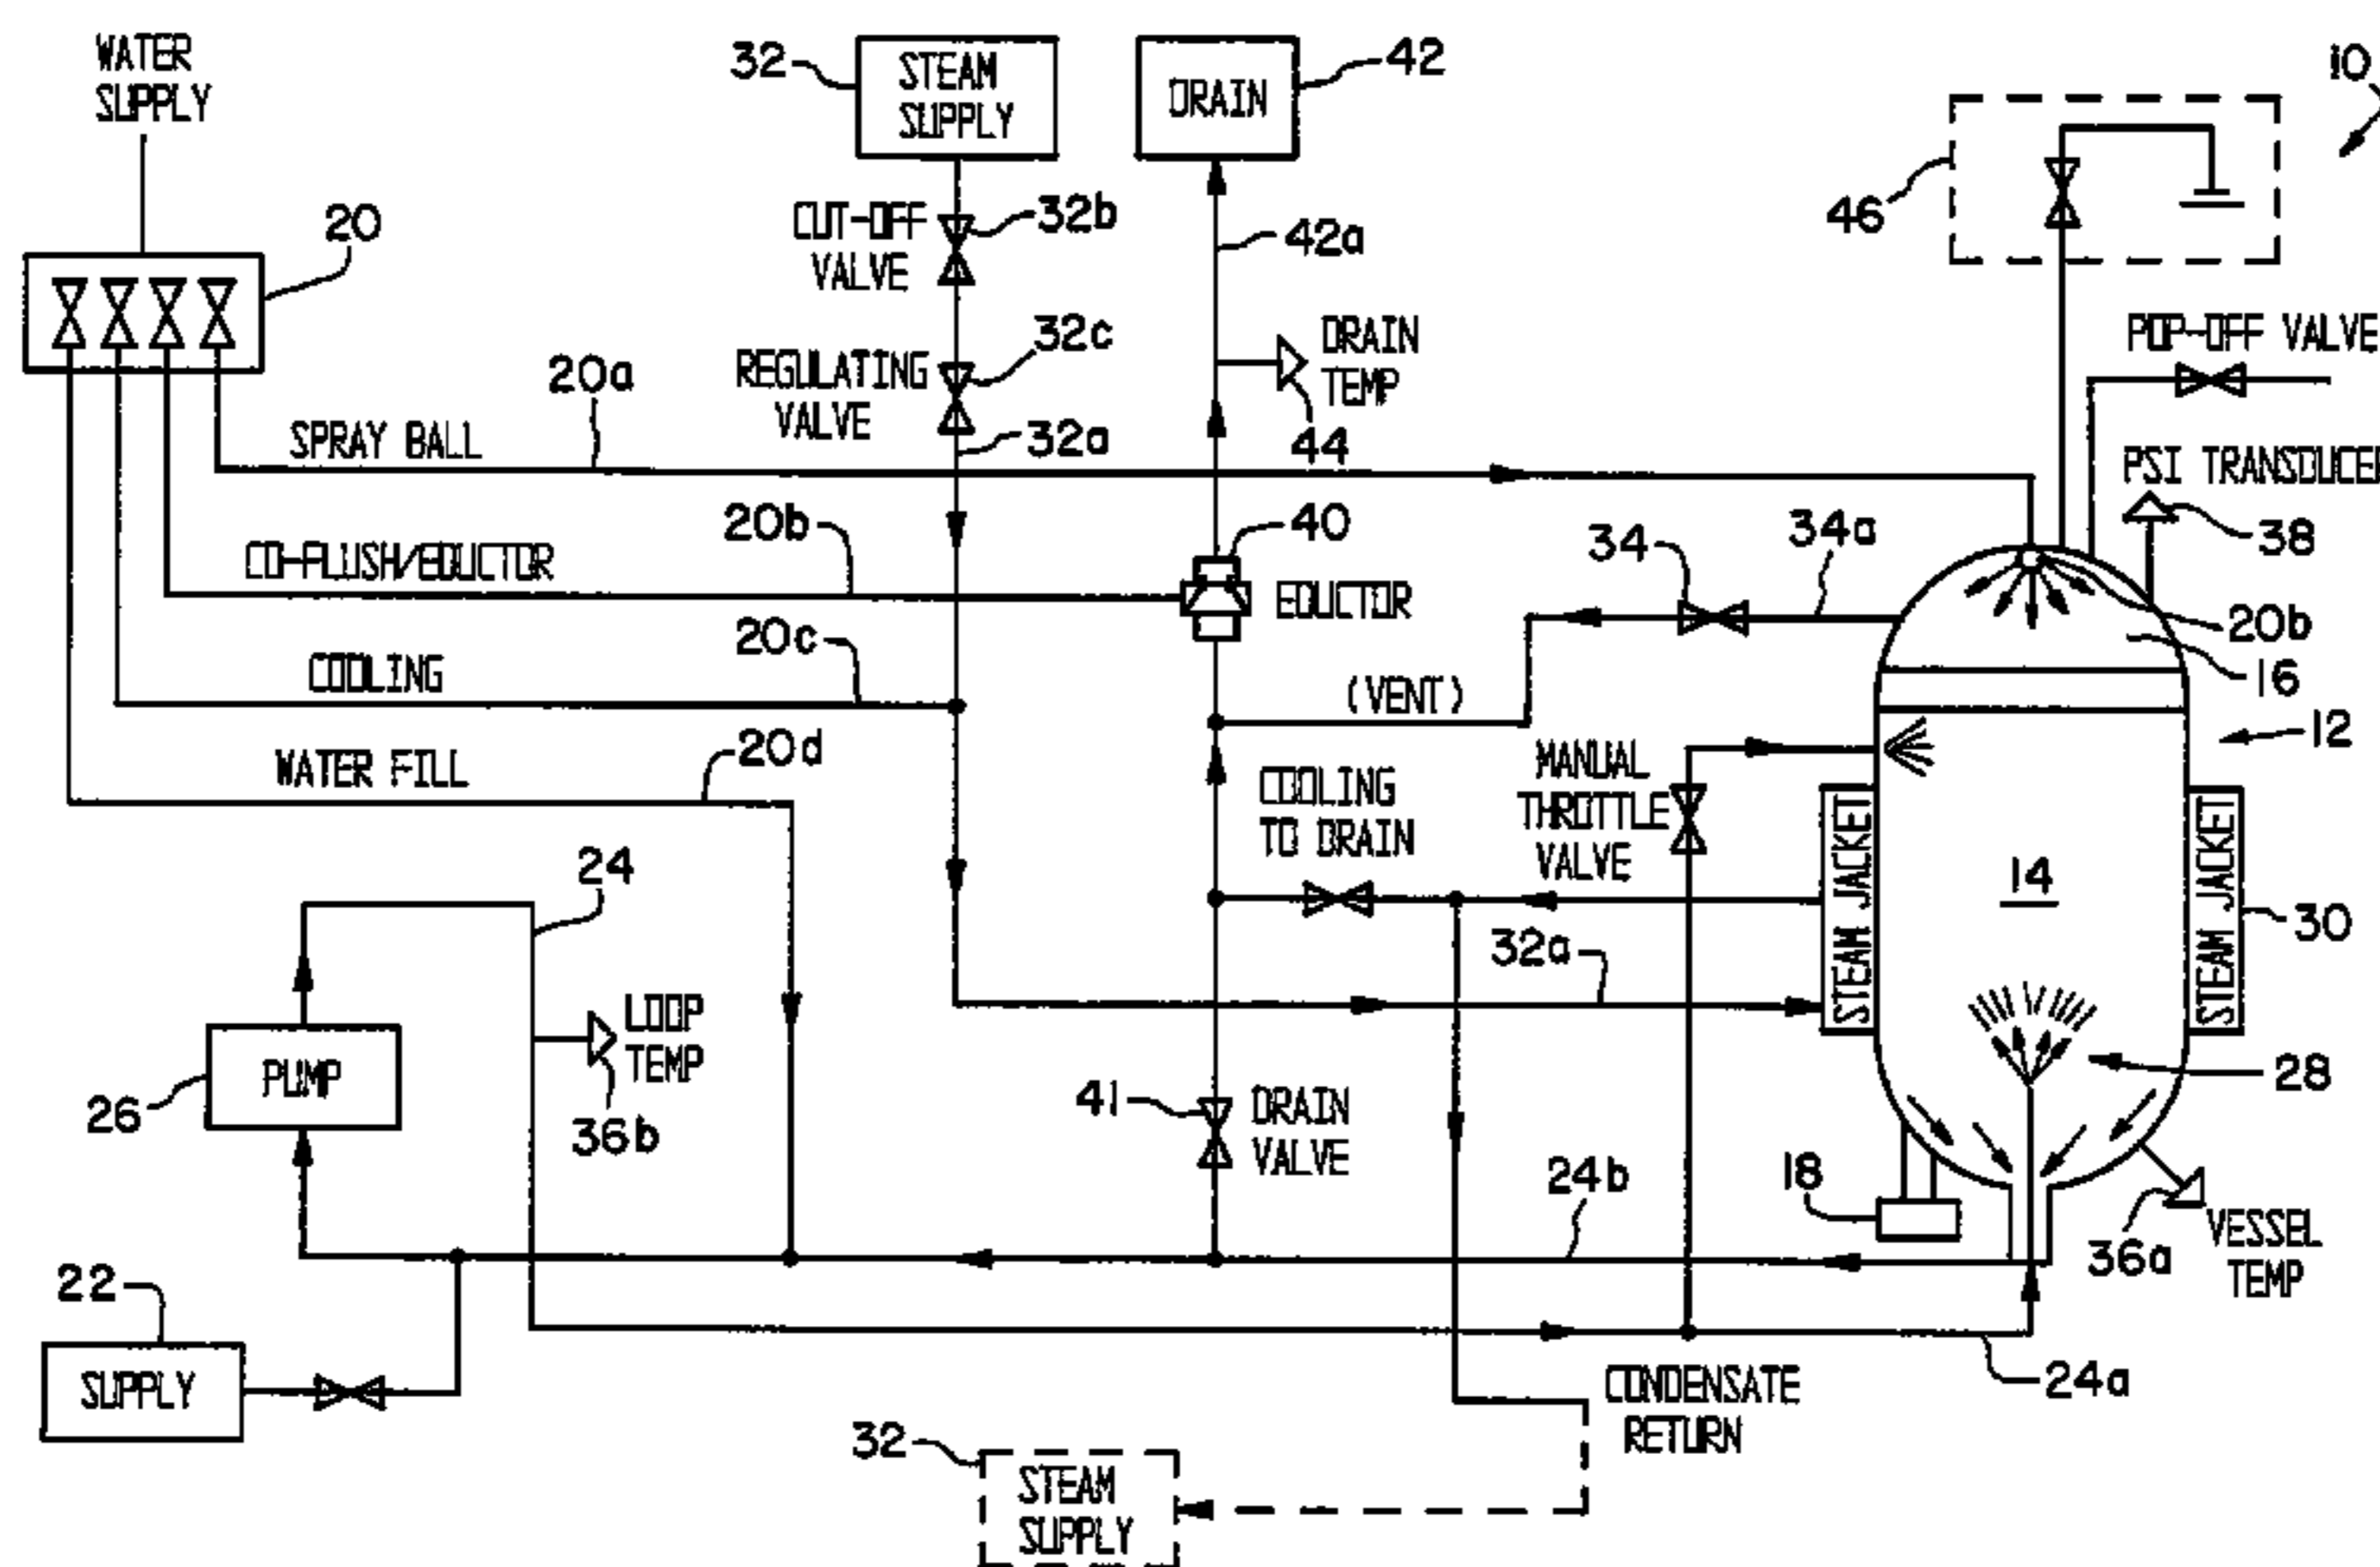 WATER
SUPPLY
20
SPRAY BALL
20a
CO-FLUSH/EDUCTOR
20b
COOLING
20c
WATER FILL
20d
32
STEAM
SUPPLY
CUT-OFF
VALVE
32b
REGULATING
VALVE
32c
32a
DRAIN
42
42a
DRAIN
TEMP
44
40
EDUCTOR
10
46
POP-OFF VALVE
PSI TRANSDUCER
38
34
34a
20b
16
(VENT)
12
COOLING
TO DRAIN
MANUAL
THROTTLE
VALVE
STEAM JACKET
14
STEAM JACKET
30
32a
28
24
LOOP
TEMP
36b
PUMP
26
41
DRAIN
VALVE
24b
18
36a
VESSEL
TEMP
22
SUPPLY
24a
CONDENSATE
RETURN
32
STEAM
SUPPLY